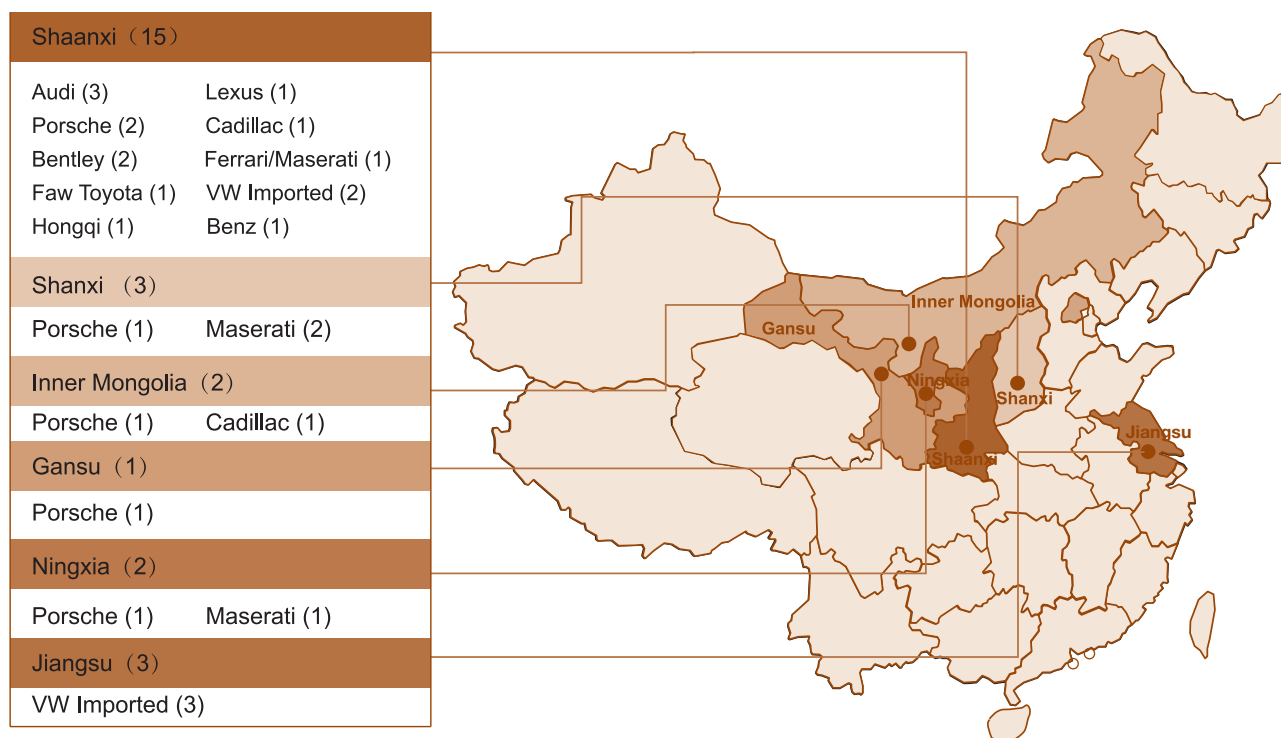 Shaanxi（15）
Audi (3) Lexus (1)
Porsche (2) Cadillac (1)
Bentley (2) Ferrari/Maserati (1)
Faw Toyota (1) VW Imported (2)
Hongqi (1) Benz (1)
Shanxi （3）
Porsche (1) Maserati (2)
Inner Mongolia（2）
Porsche (1) Cadillac (1)
Gansu（1）
Porsche (1)
Ningxia（2）
Porsche (1) Maserati (1)
Jiangsu（3）
VW Imported (3)
Inner Mongolia
Gansu
Ningxia
Shanxi
Jiangsu
Shaanxi